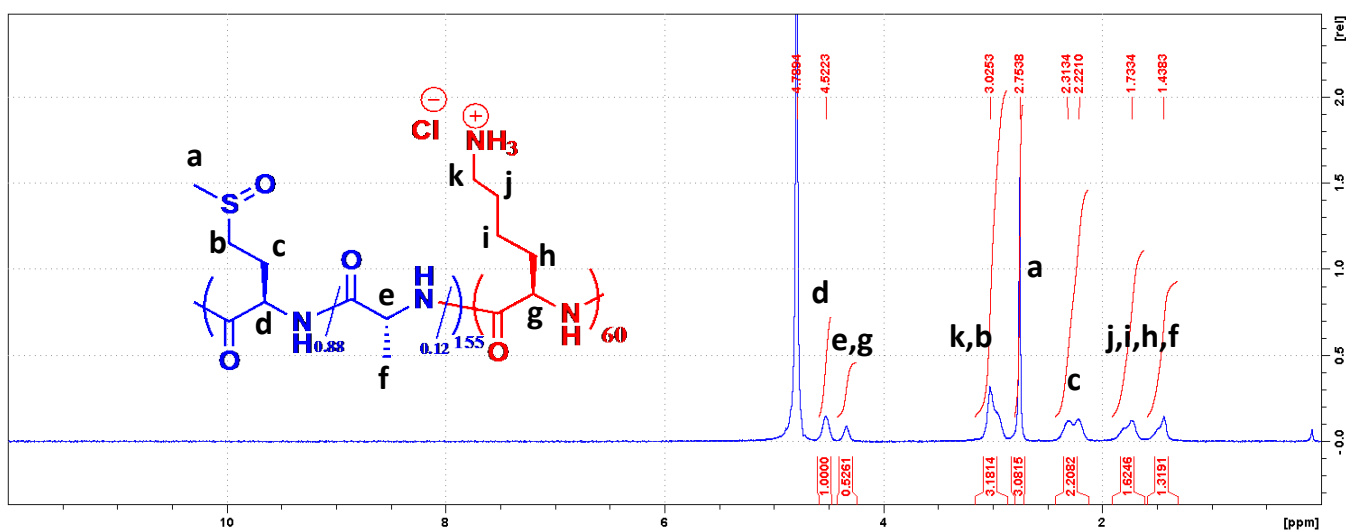 4.7894
4.5223
3.0253
2.7538
2.3134
2.2210
1.7334
1.4383
[rel]
2.0
1.5
1.0
0.5
0.0
a
S
O
b
c
O
d
N
H
0.88
O
H
N
e
f
0.12
155
Cl
NH3
k
j
i
h
g
O
N
H
60
d
e,g
k,b
a
c
j,i,h,f
1.0000
0.5261
3.1814
3.0815
2.2082
1.6246
1.3191
10
8
6
4
2
[ppm]